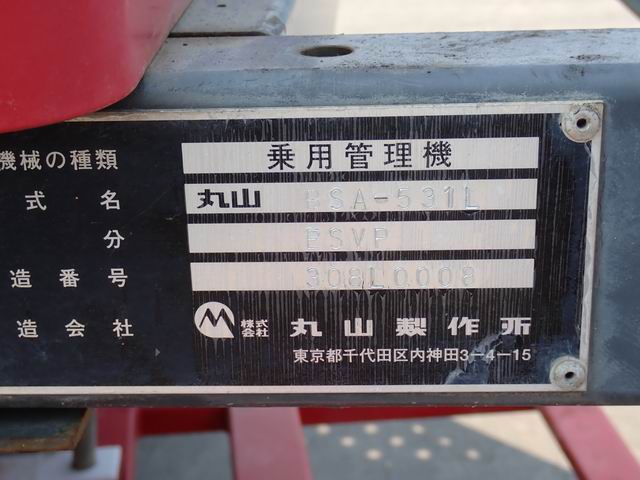 機械の種類 乗用管理機
式名 丸山 BSA-531L
分 BSVP
造番号 308L0008
造会社 株式会社 丸山製作所
東京都千代田区内神田3-4-15